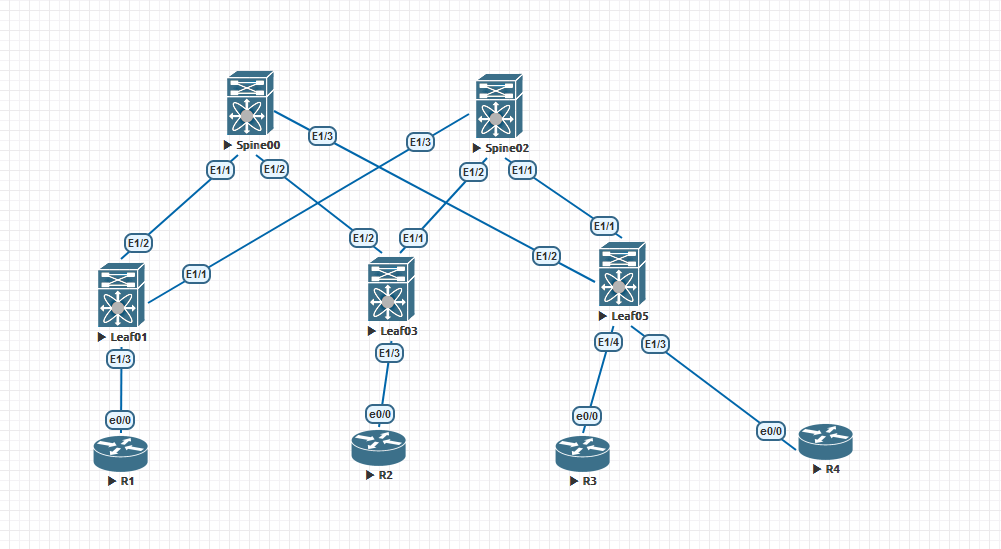 Spine00
Spine02
E1/3
E1/3
E1/1
E1/2
E1/2
E1/1
E1/2
E1/2
E1/1
E1/1
E1/1
E1/2
Leaf01
Leaf03
Leaf05
E1/3
E1/3
E1/4
E1/3
e0/0
e0/0
e0/0
e0/0
R1
R2
R3
R4